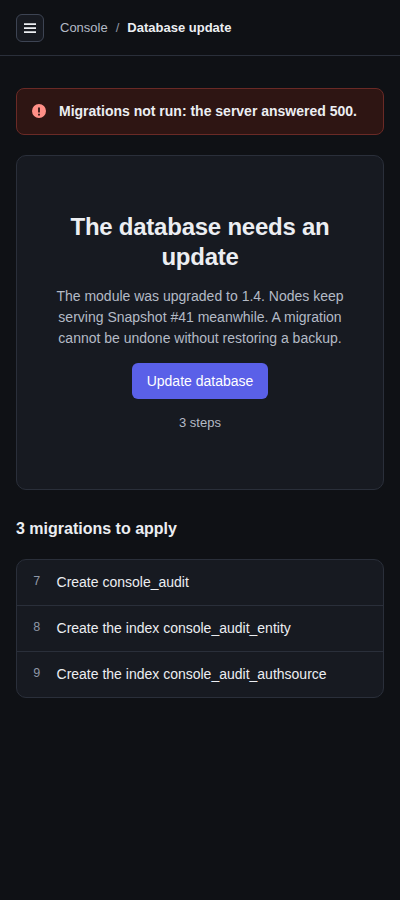 Console / Database update
Migrations not run: the server answered 500.
The database needs an
update
The module was upgraded to 1.4. Nodes keep
serving Snapshot #41 meanwhile. A migration
cannot be undone without restoring a backup.
Update database
3 steps
3 migrations to apply
7 Create console_audit
8 Create the index console_audit_entity
9 Create the index console_audit_authsource